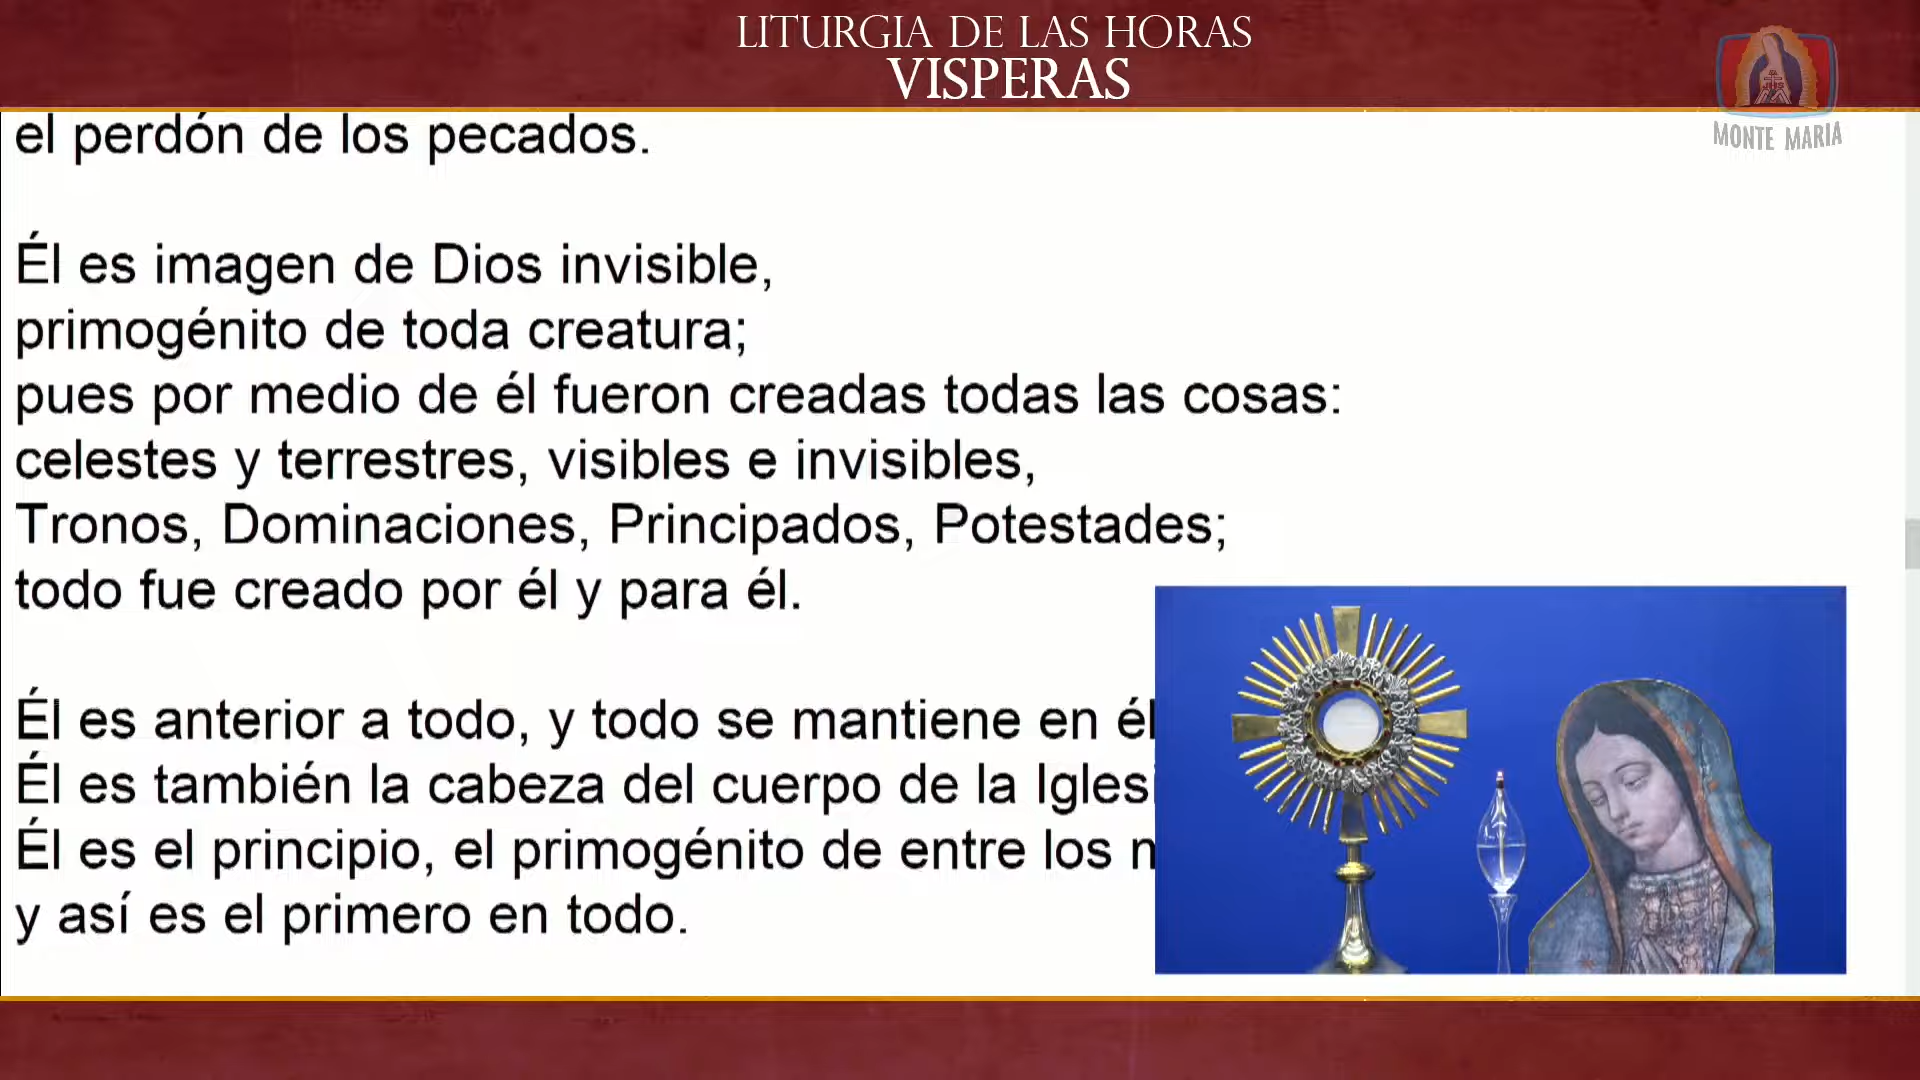 LITURGIA DE LAS HORAS
VISPERAS
MONTE MARIA
el perdón de los pecados.
Él es imagen de Dios invisible,
primogénito de toda creatura;
pues por medio de él fueron creadas todas las cosas:
celestes y terrestres, visibles e invisibles,
Tronos, Dominaciones, Principados, Potestades;
todo fue creado por él y para él.
Él es anterior a todo, y todo se mantiene en él
Él es también la cabeza del cuerpo de la
Él es el principio, el primogénito de entre los
y así es el primero en todo.